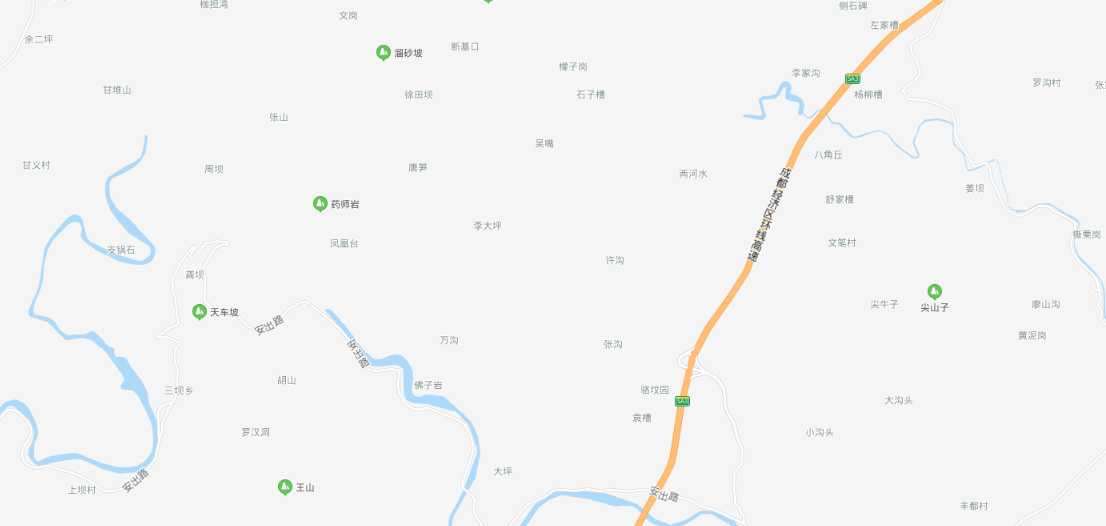 枷担湾
文岗
侧石碑
左家槽
余二坪
溜砂坡
断基口
檬子岗
李家沟
SA3
罗沟村
张
甘堆山
徐田坝
石子槽
杨柳槽
张山
吴嘴
八角丘
甘义村
周坝
唐笋
两河水
姜坝
药师岩
舒家槽
李大坪
成都经济区环线高速
撕栗岗
支锅石
凤凰台
文笔村
许沟
龚坝
尖牛子
尖山子
廖山沟
天车坡
安出路
黄泥岗
万沟
张沟
安出路
胡山
佛子岩
三坝乡
骆坟园
SA3
大沟头
袁槽
罗汉洞
小沟头
大坪
安出路
上坝村
王山
安出路
丰都村